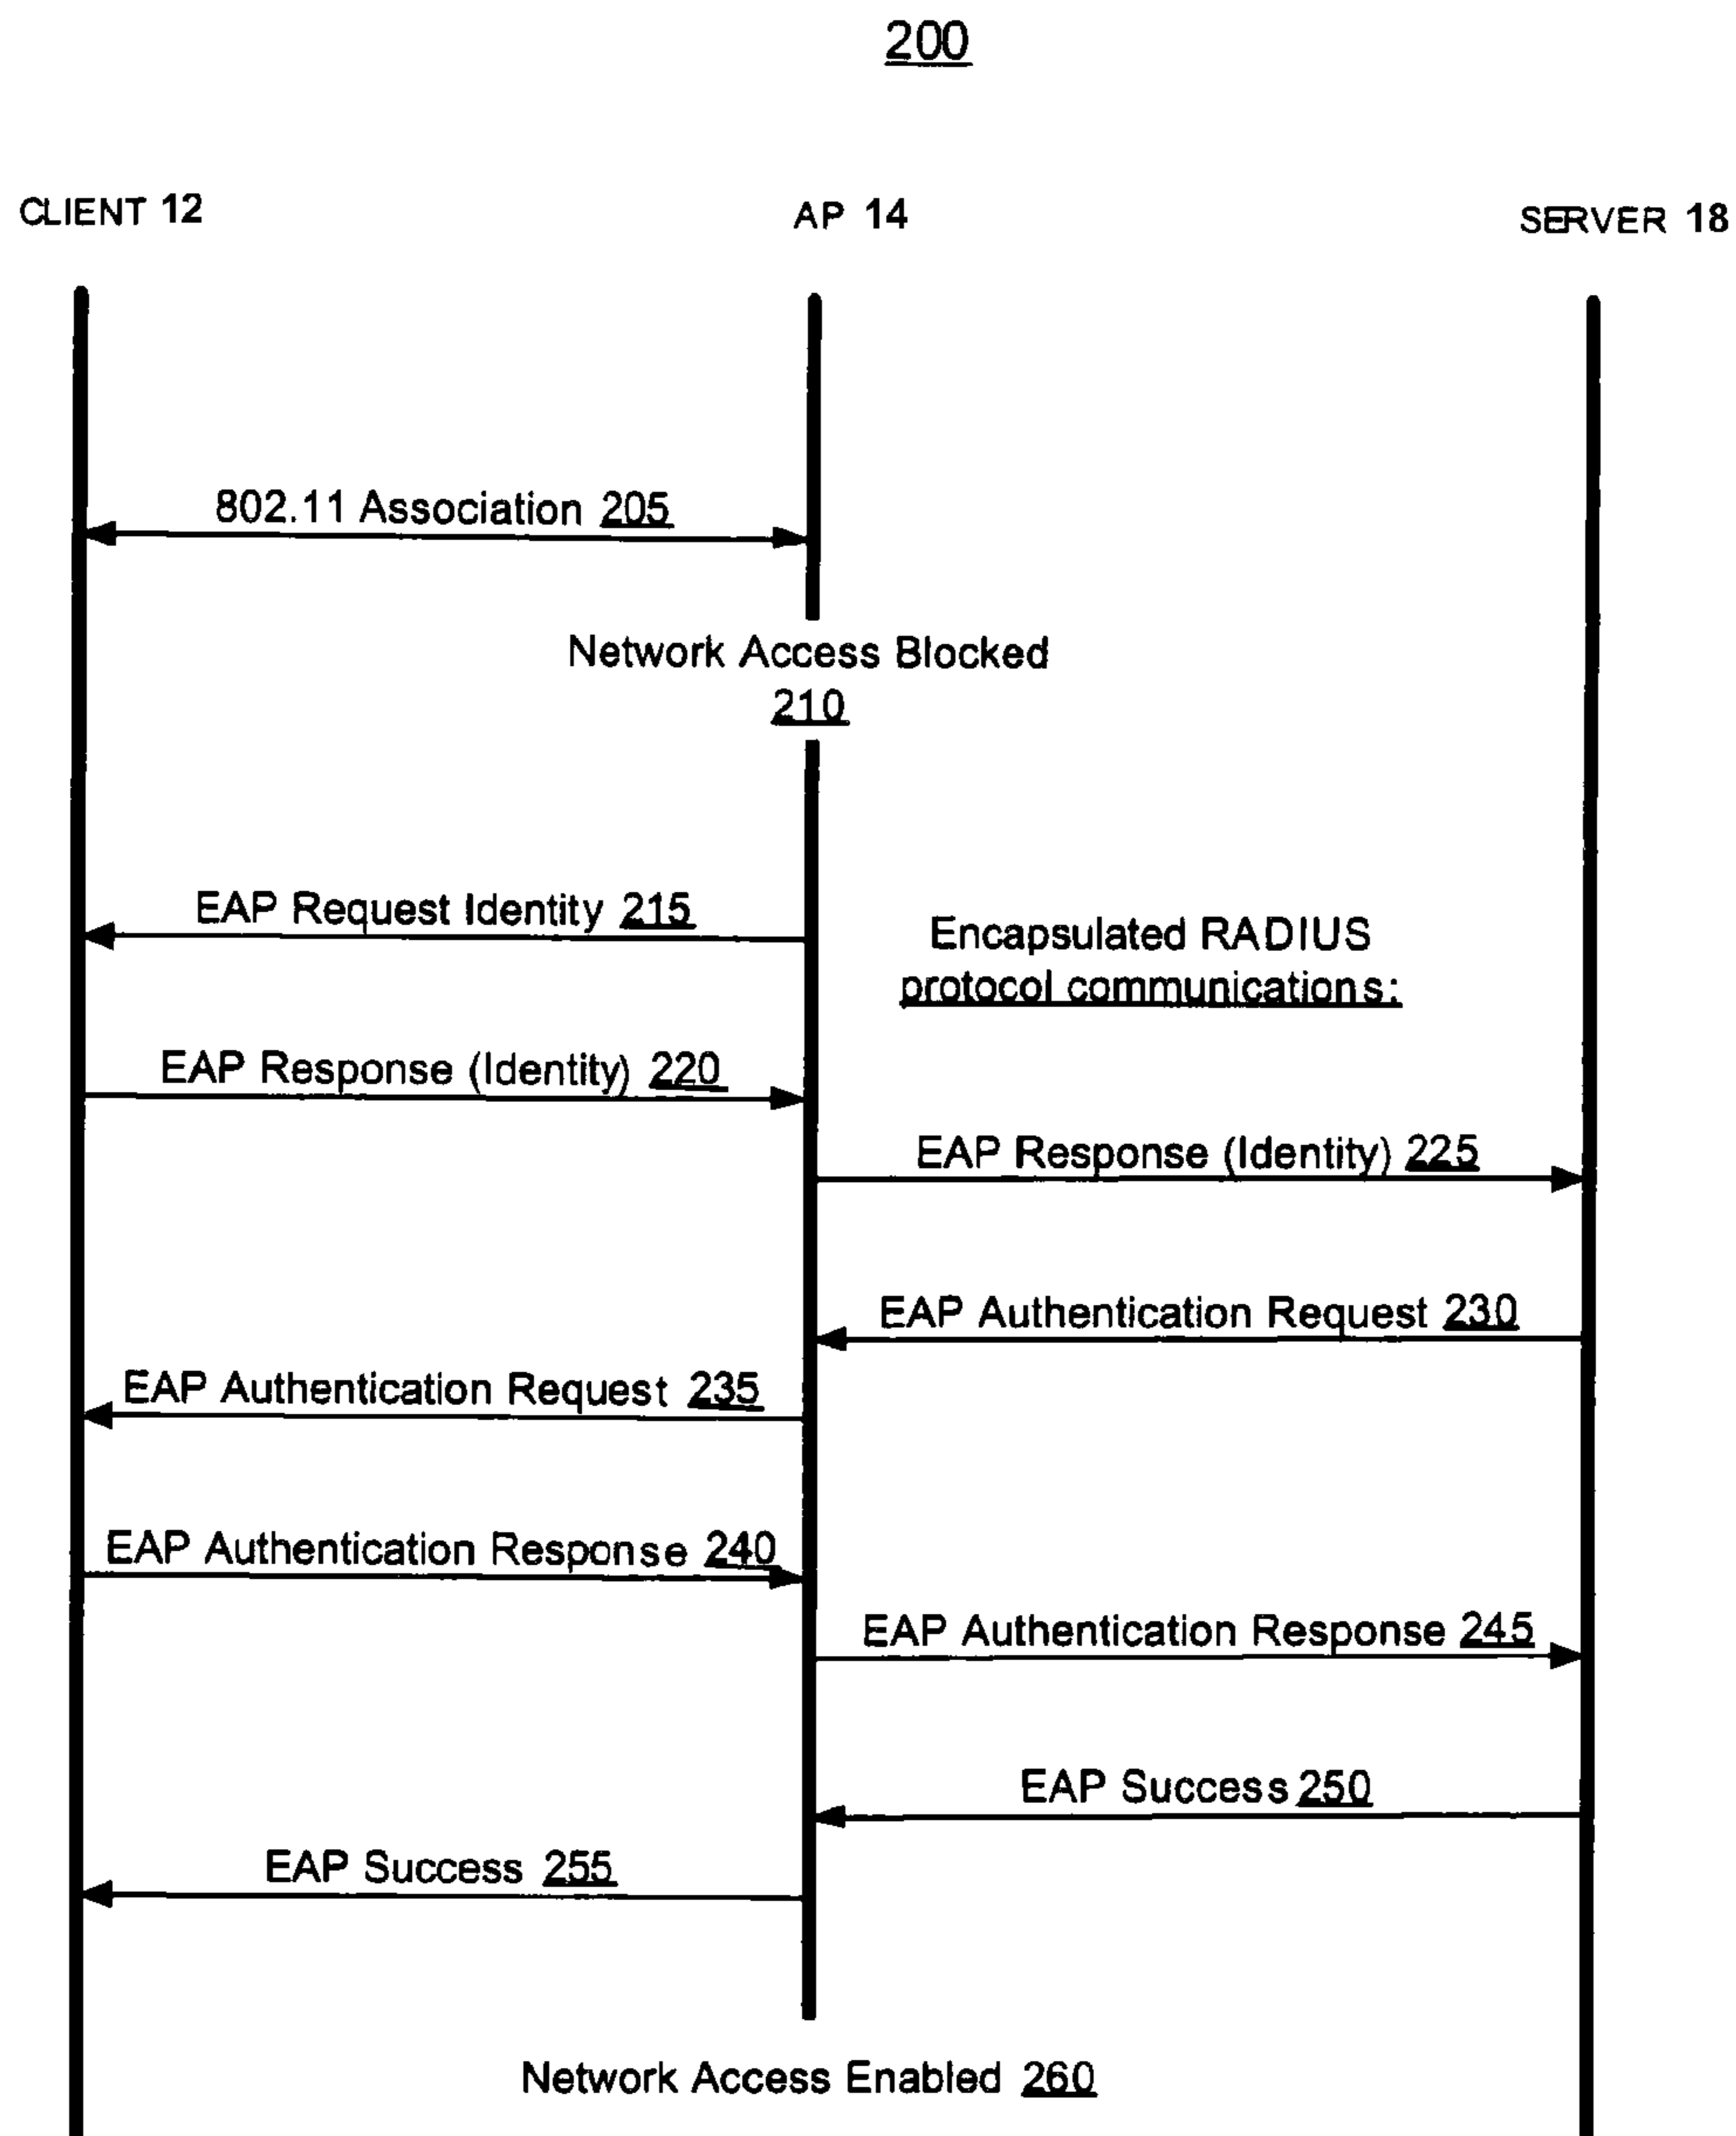 200
CLIENT 12
AP 14
SERVER 18
802.11 Association 205
Network Access Blocked
210
EAP Request Identity 215
Encapsulated RADIUS
protocol communications:
EAP Response (Identity) 220
EAP Response (Identity) 225
EAP Authentication Request 230
EAP Authentication Request 235
EAP Authentication Response 240
EAP Authentication Response 245
EAP Success 250
EAP Success 255
Network Access Enabled 260